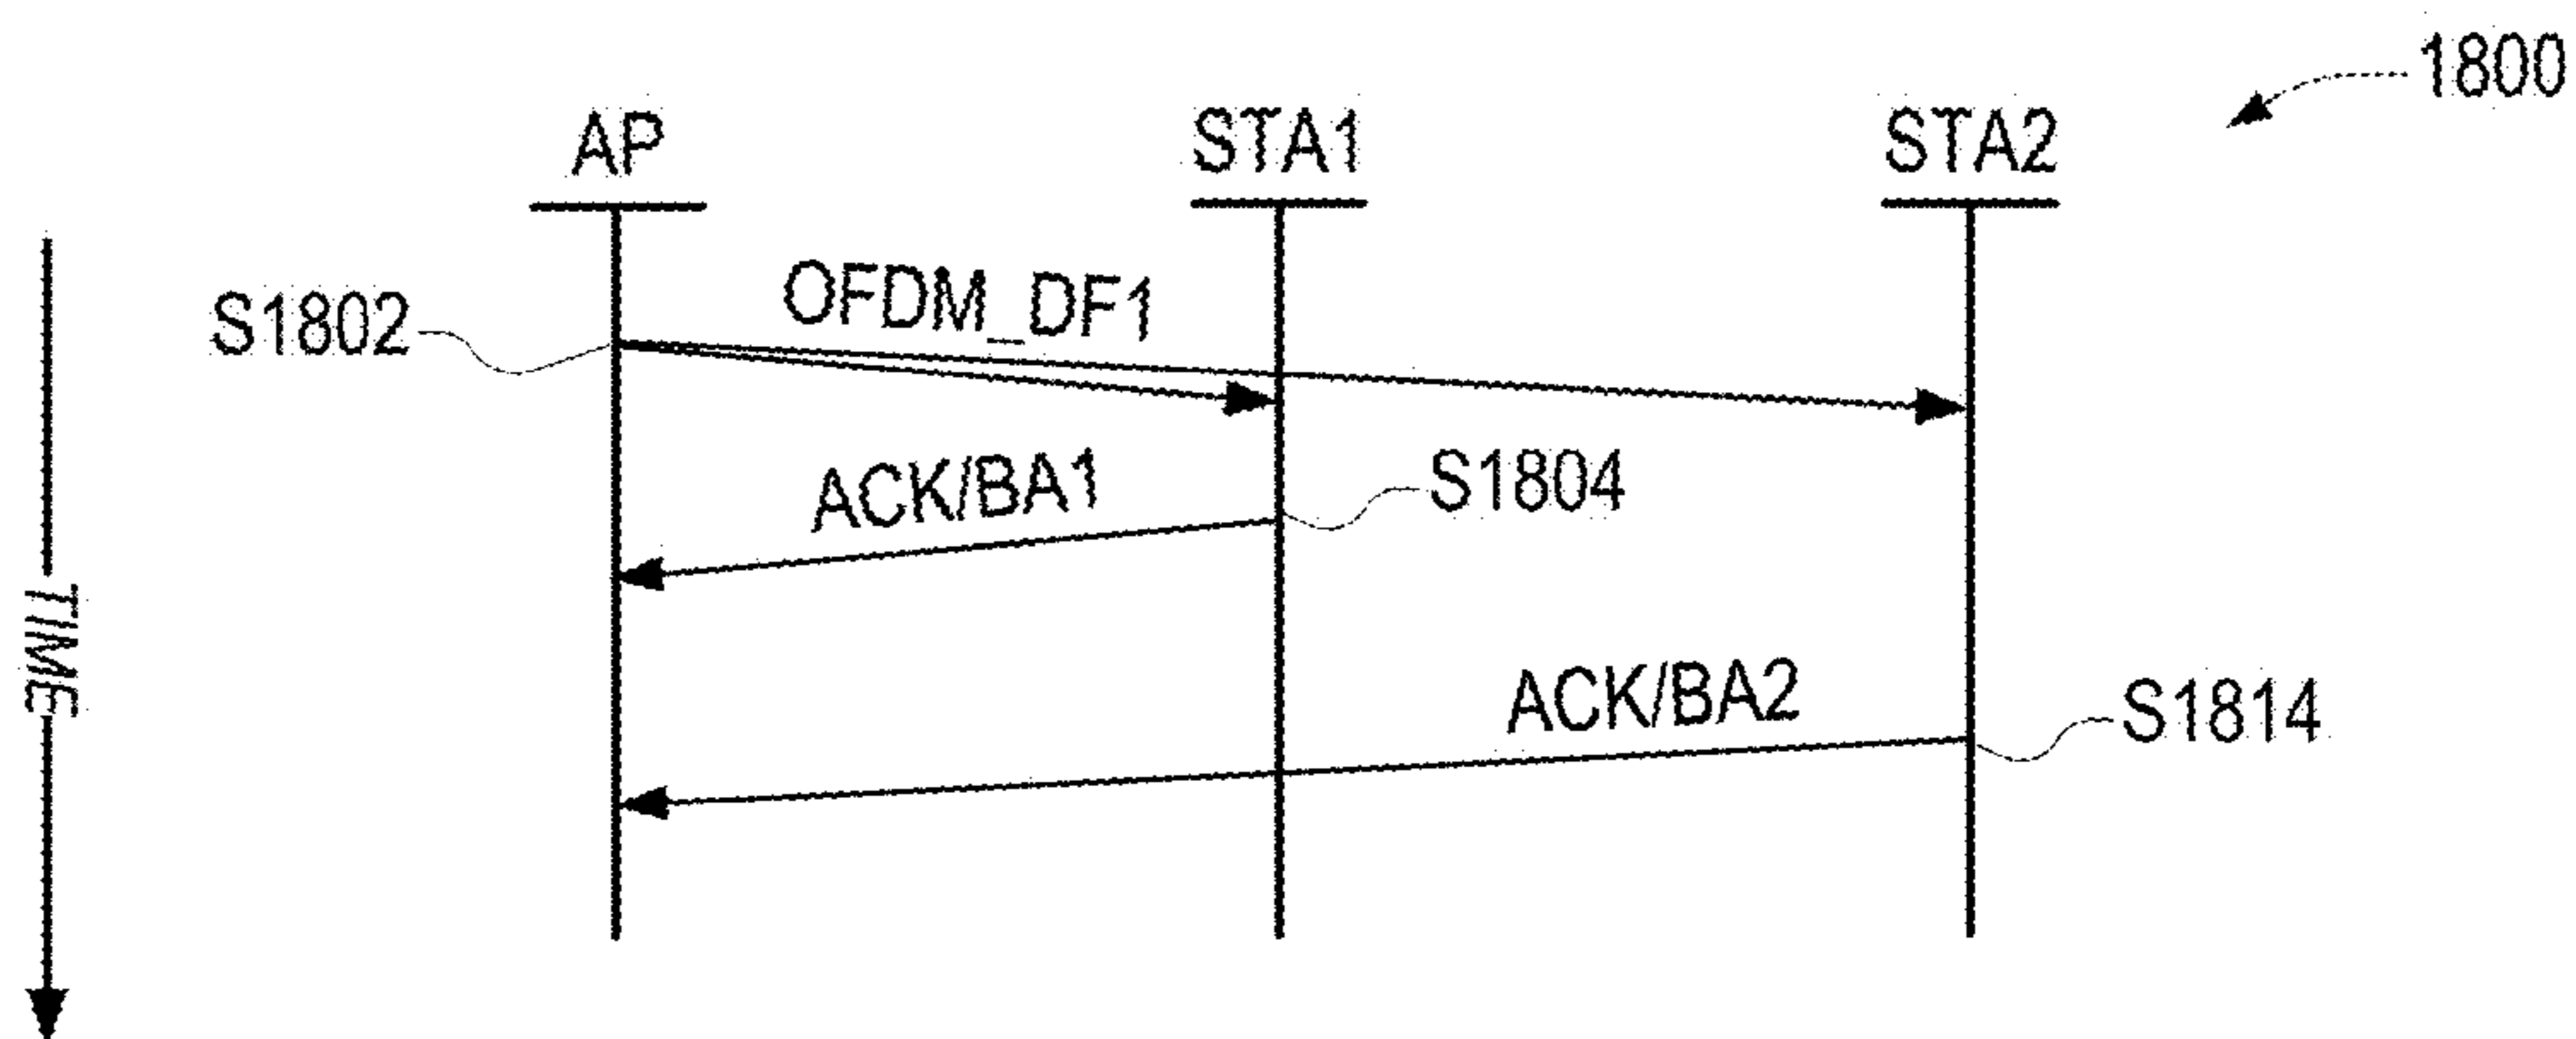 1800
AP
STA1
STA2
S1802
OFDM_DF1
ACK/BA1
S1804
TIME
ACK/BA2
S1814